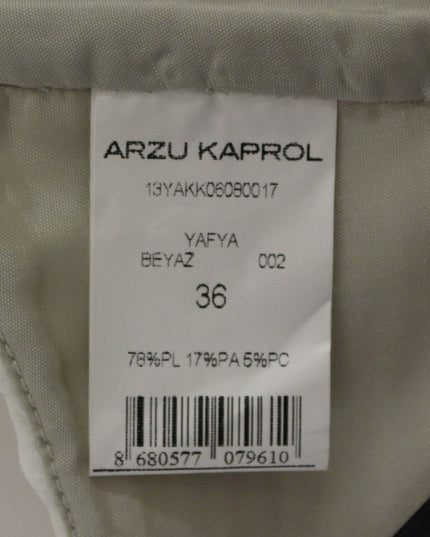 ARZU KAPROL
13YAKK06080017
YAFYA
BEYAZ 002
36
78%PL 17%PA 5%PC
8 680577 079610